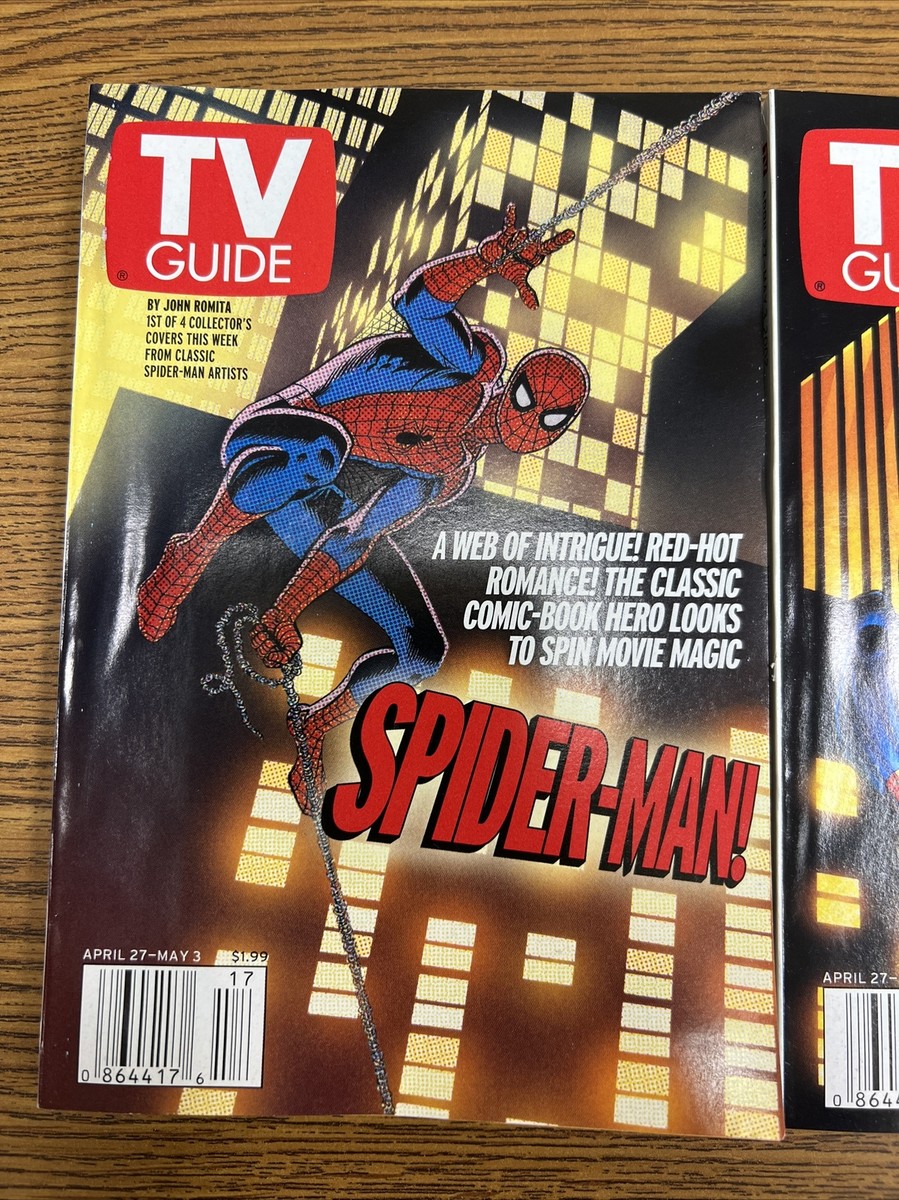 TV
GUIDE
®
BY JOHN ROMITA
1ST OF 4 COLLECTOR'S
COVERS THIS WEEK
FROM CLASSIC
SPIDER-MAN ARTISTS
A WEB OF INTRIGUE! RED-HOT
ROMANCE! THE CLASSIC
COMIC-BOOK HERO LOOKS
TO SPIN MOVIE MAGIC
SPIDER-MAN!
APRIL 27–MAY 3 $1.99
17
0 864417 6
T
GU
®
APRIL 27–
0 864